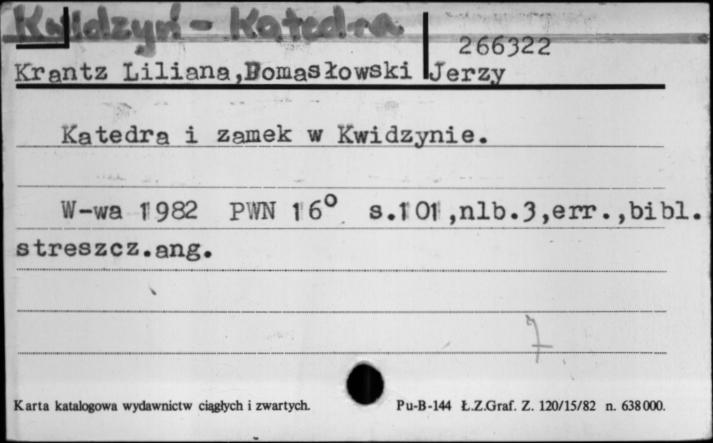 Kwidzyń - Katedra
266322
Krantz Liliana,Domasłowski Jerzy
Katedra i zamek w Kwidzynie.
W-wa 1982 PWN 16° s.101,nlb.3,err.,bibl.
streszcz.ang.
7
Karta katalogowa wydawnictw ciągłych i zwartych. Pu-B-144 Ł.Z.Graf. Z. 120/15/82 n. 638000.